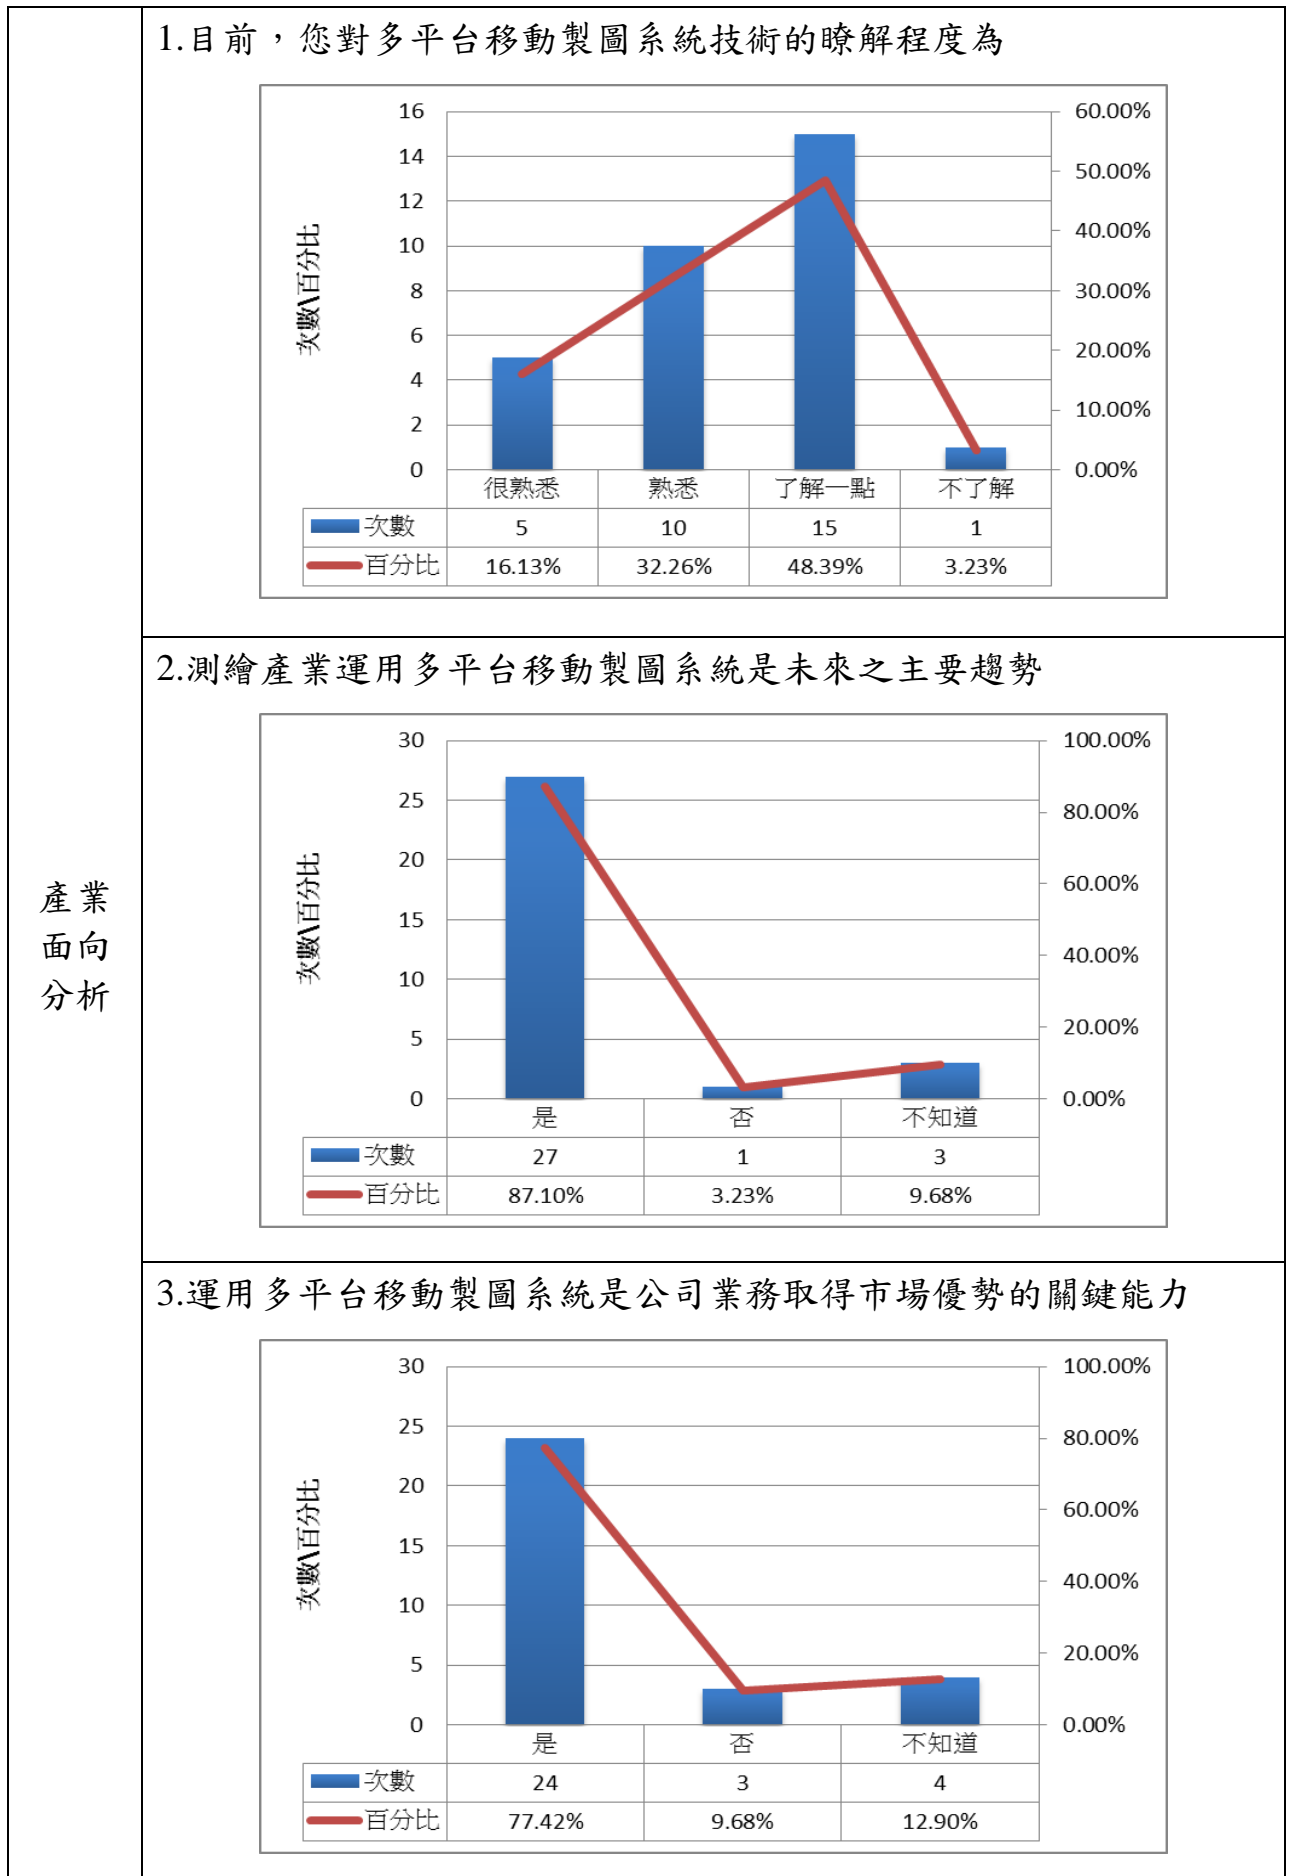 產業
面向
分析
1.目前，您對多平台移動製圖系統技術的瞭解程度為
次數\百分比
16
14
12
10
8
6
4
2
0
60.00%
50.00%
40.00%
30.00%
20.00%
10.00%
0.00%
很熟悉 熟悉 了解一點 不了解
次數 5 10 15 1
百分比 16.13% 32.26% 48.39% 3.23%
2.測繪產業運用多平台移動製圖系統是未來之主要趨勢
次數\百分比
30
25
20
15
10
5
0
100.00%
80.00%
60.00%
40.00%
20.00%
0.00%
是 否 不知道
次數 27 1 3
百分比 87.10% 3.23% 9.68%
3.運用多平台移動製圖系統是公司業務取得市場優勢的關鍵能力
次數\百分比
30
25
20
15
10
5
0
100.00%
80.00%
60.00%
40.00%
20.00%
0.00%
是 否 不知道
次數 24 3 4
百分比 77.42% 9.68% 12.90%